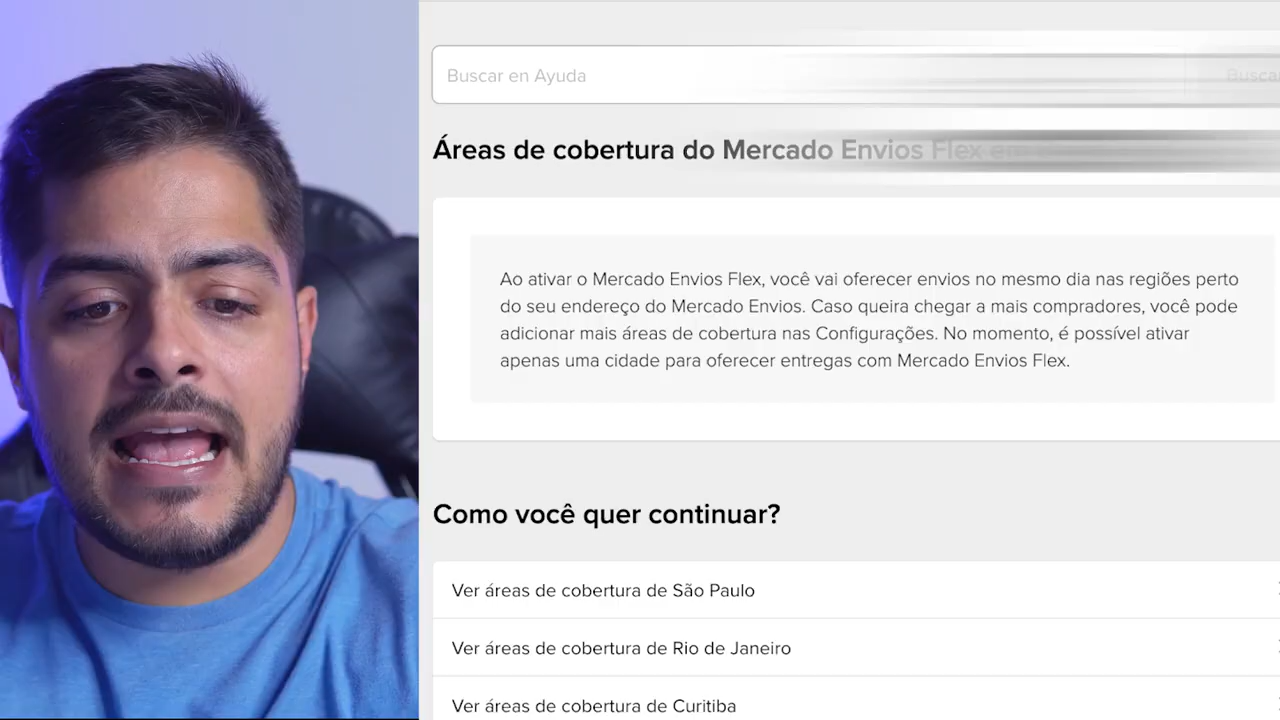 Buscar en Ayuda
Buscar
Áreas de cobertura do Mercado Envios Flex em
Ao ativar o Mercado Envios Flex, você vai oferecer envios no mesmo dia nas regiões perto
do seu endereço do Mercado Envios. Caso queira chegar a mais compradores, você pode
adicionar mais áreas de cobertura nas Configurações. No momento, é possível ativar
apenas uma cidade para oferecer entregas com Mercado Envios Flex.
Como você quer continuar?
Ver áreas de cobertura de São Paulo
Ver áreas de cobertura de Rio de Janeiro
Ver áreas de cobertura de Curitiba